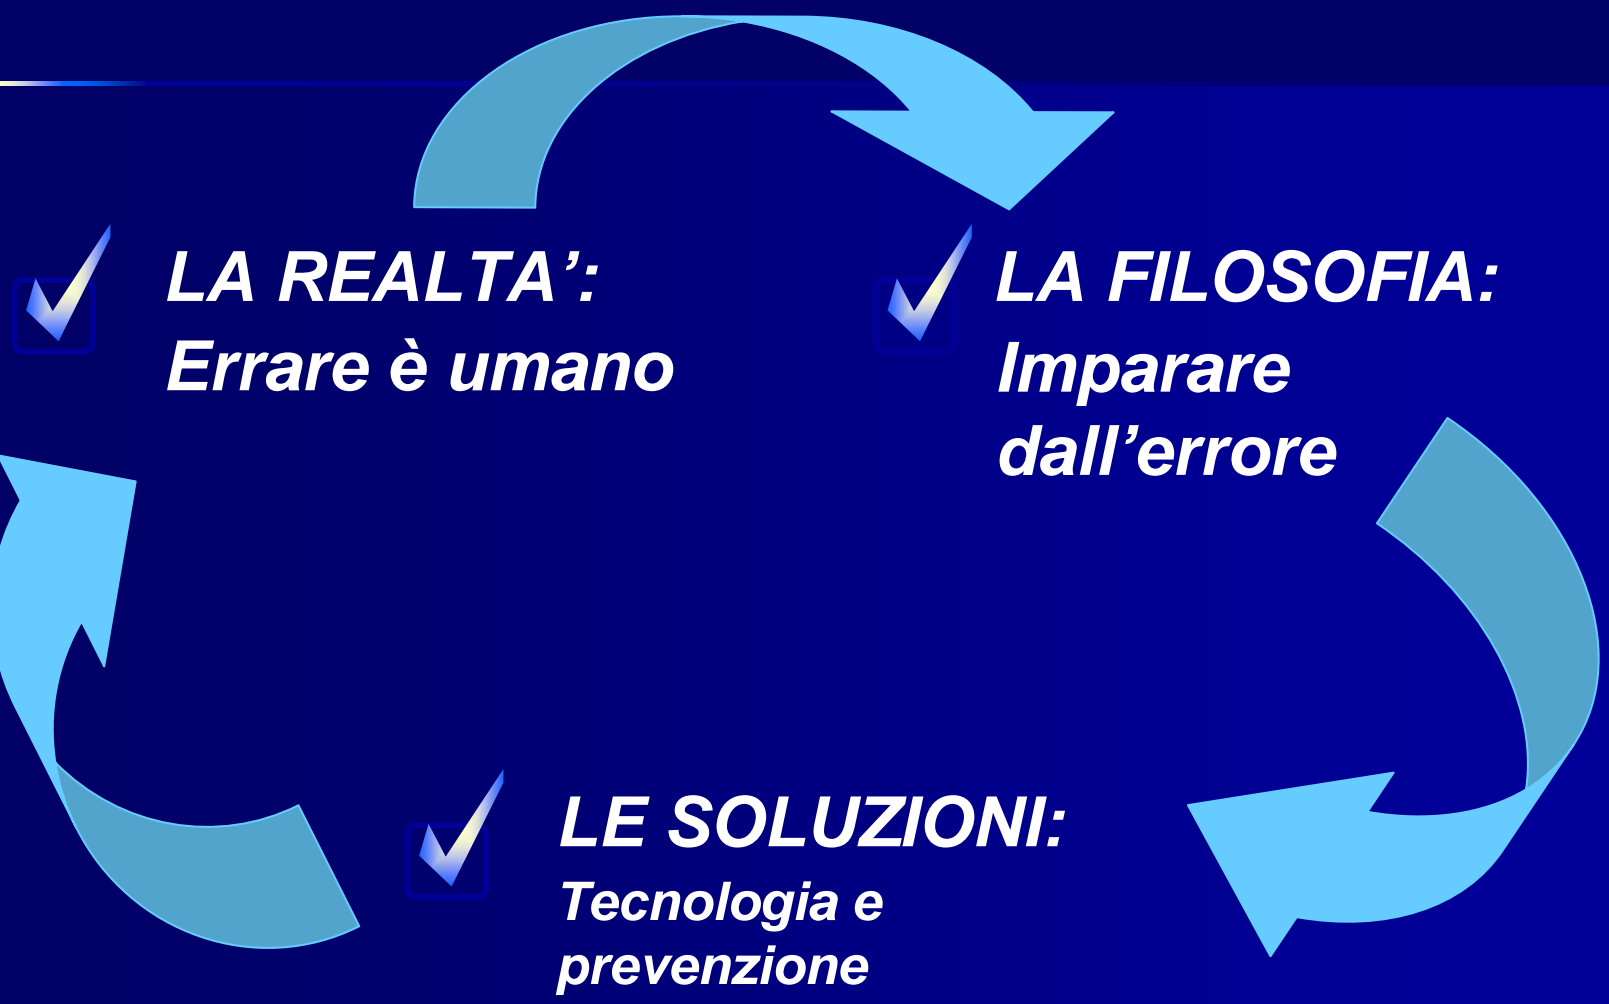 LA REALTA’:
Errare è umano
LA FILOSOFIA:
Imparare
dall’errore
LE SOLUZIONI:
Tecnologia e
prevenzione